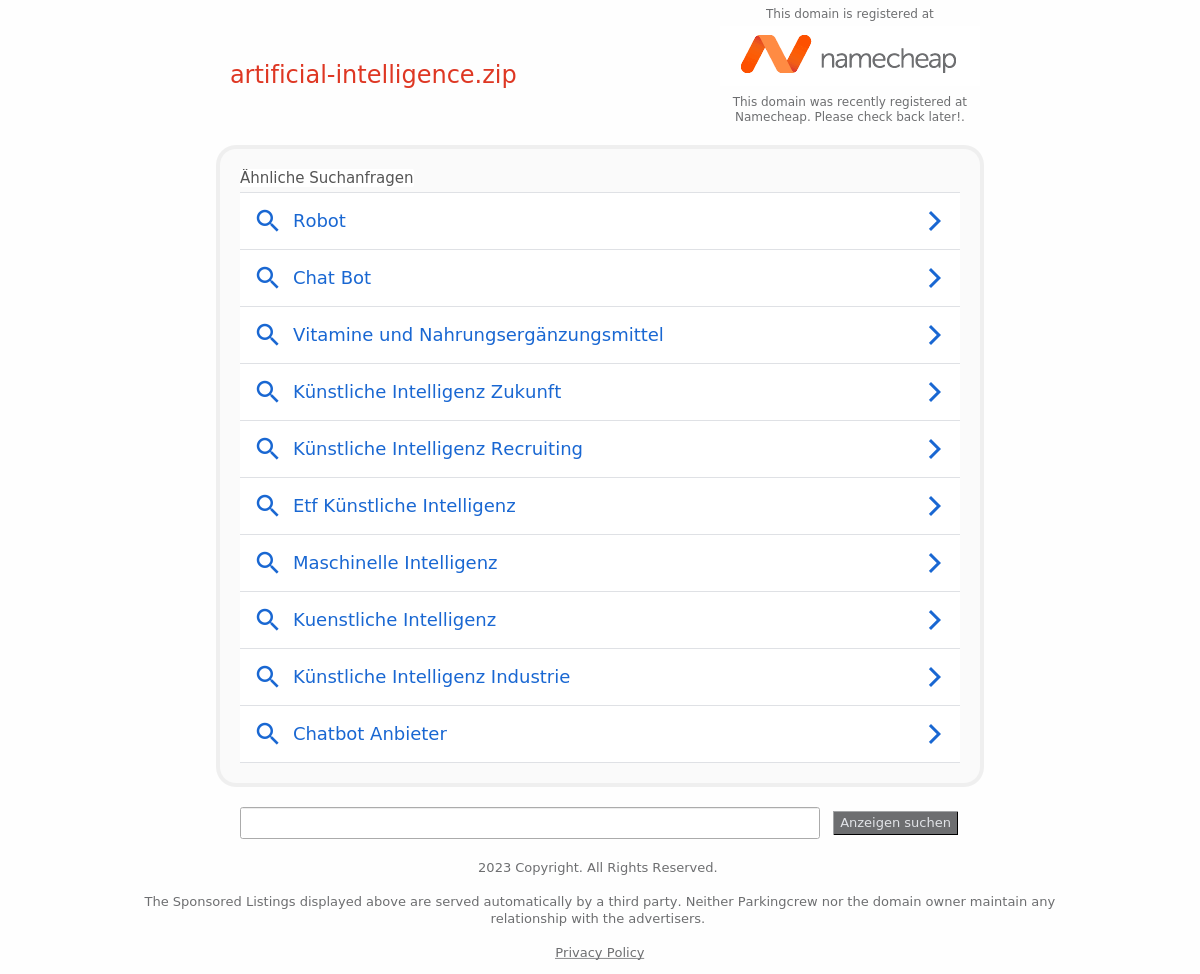 This domain is registered at
namecheap
artificial-intelligence.zip
This domain was recently registered at
Namecheap. Please check back later!.
Ähnliche Suchanfragen
Robot
Chat Bot
Vitamine und Nahrungsergänzungsmittel
Künstliche Intelligenz Zukunft
Künstliche Intelligenz Recruiting
Etf Künstliche Intelligenz
Maschinelle Intelligenz
Kuenstliche Intelligenz
Künstliche Intelligenz Industrie
Chatbot Anbieter
Anzeigen suchen
2023 Copyright. All Rights Reserved.
The Sponsored Listings displayed above are served automatically by a third party. Neither Parkingcrew nor the domain owner maintain any
relationship with the advertisers.
Privacy Policy